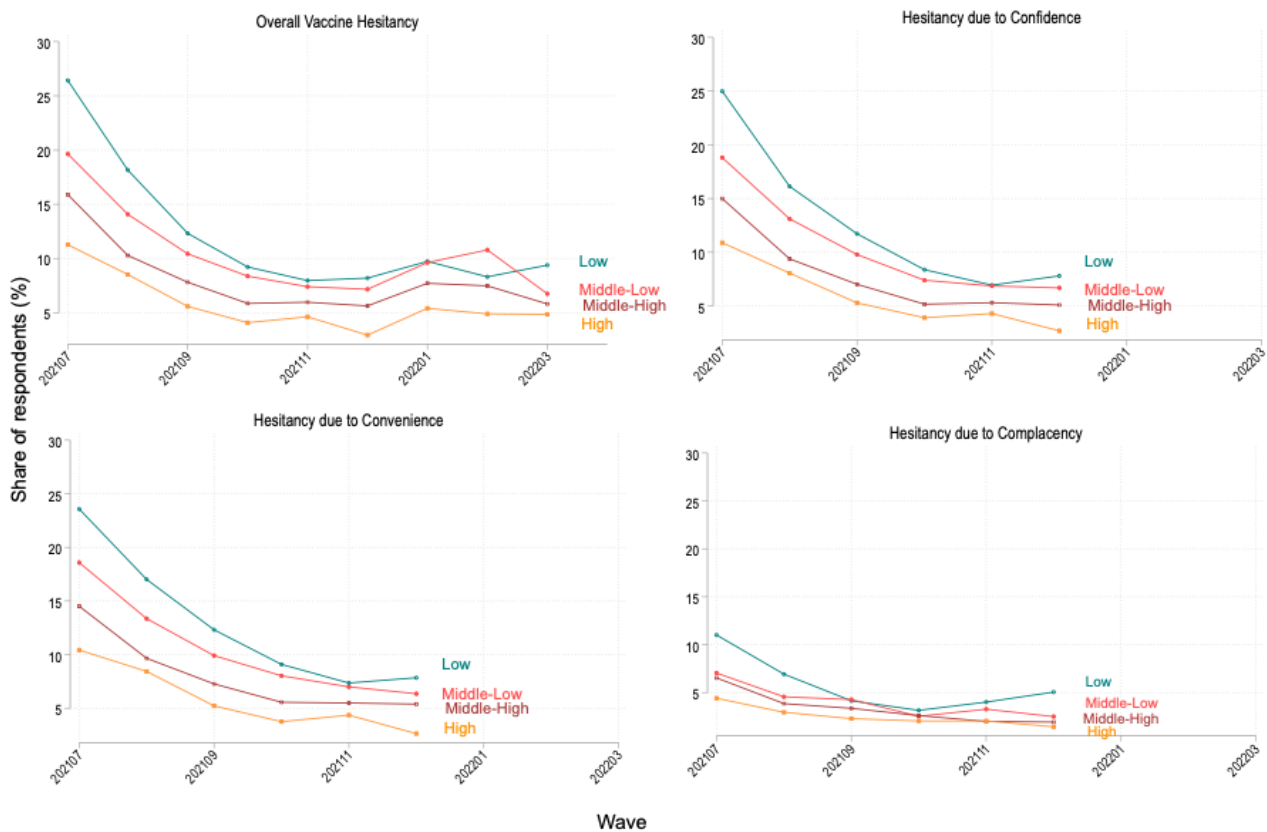 Overall Vaccine Hesitancy
30
25
20
15
10
5
Low
Middle-Low
Middle-High
High
202107
202109
202111
202201
202203
Hesitancy due to Confidence
30
25
20
15
10
5
Low
Middle-Low
Middle-High
High
202107
202109
202111
202201
202203
Share of respondents (%)
Hesitancy due to Convenience
30
25
20
15
10
5
Low
Middle-Low
Middle-High
High
202107
202109
202111
202201
202203
Hesitancy due to Complacency
30
25
20
15
10
5
Low
Middle-Low
Middle-High
High
202107
202109
202111
202201
202203
Wave